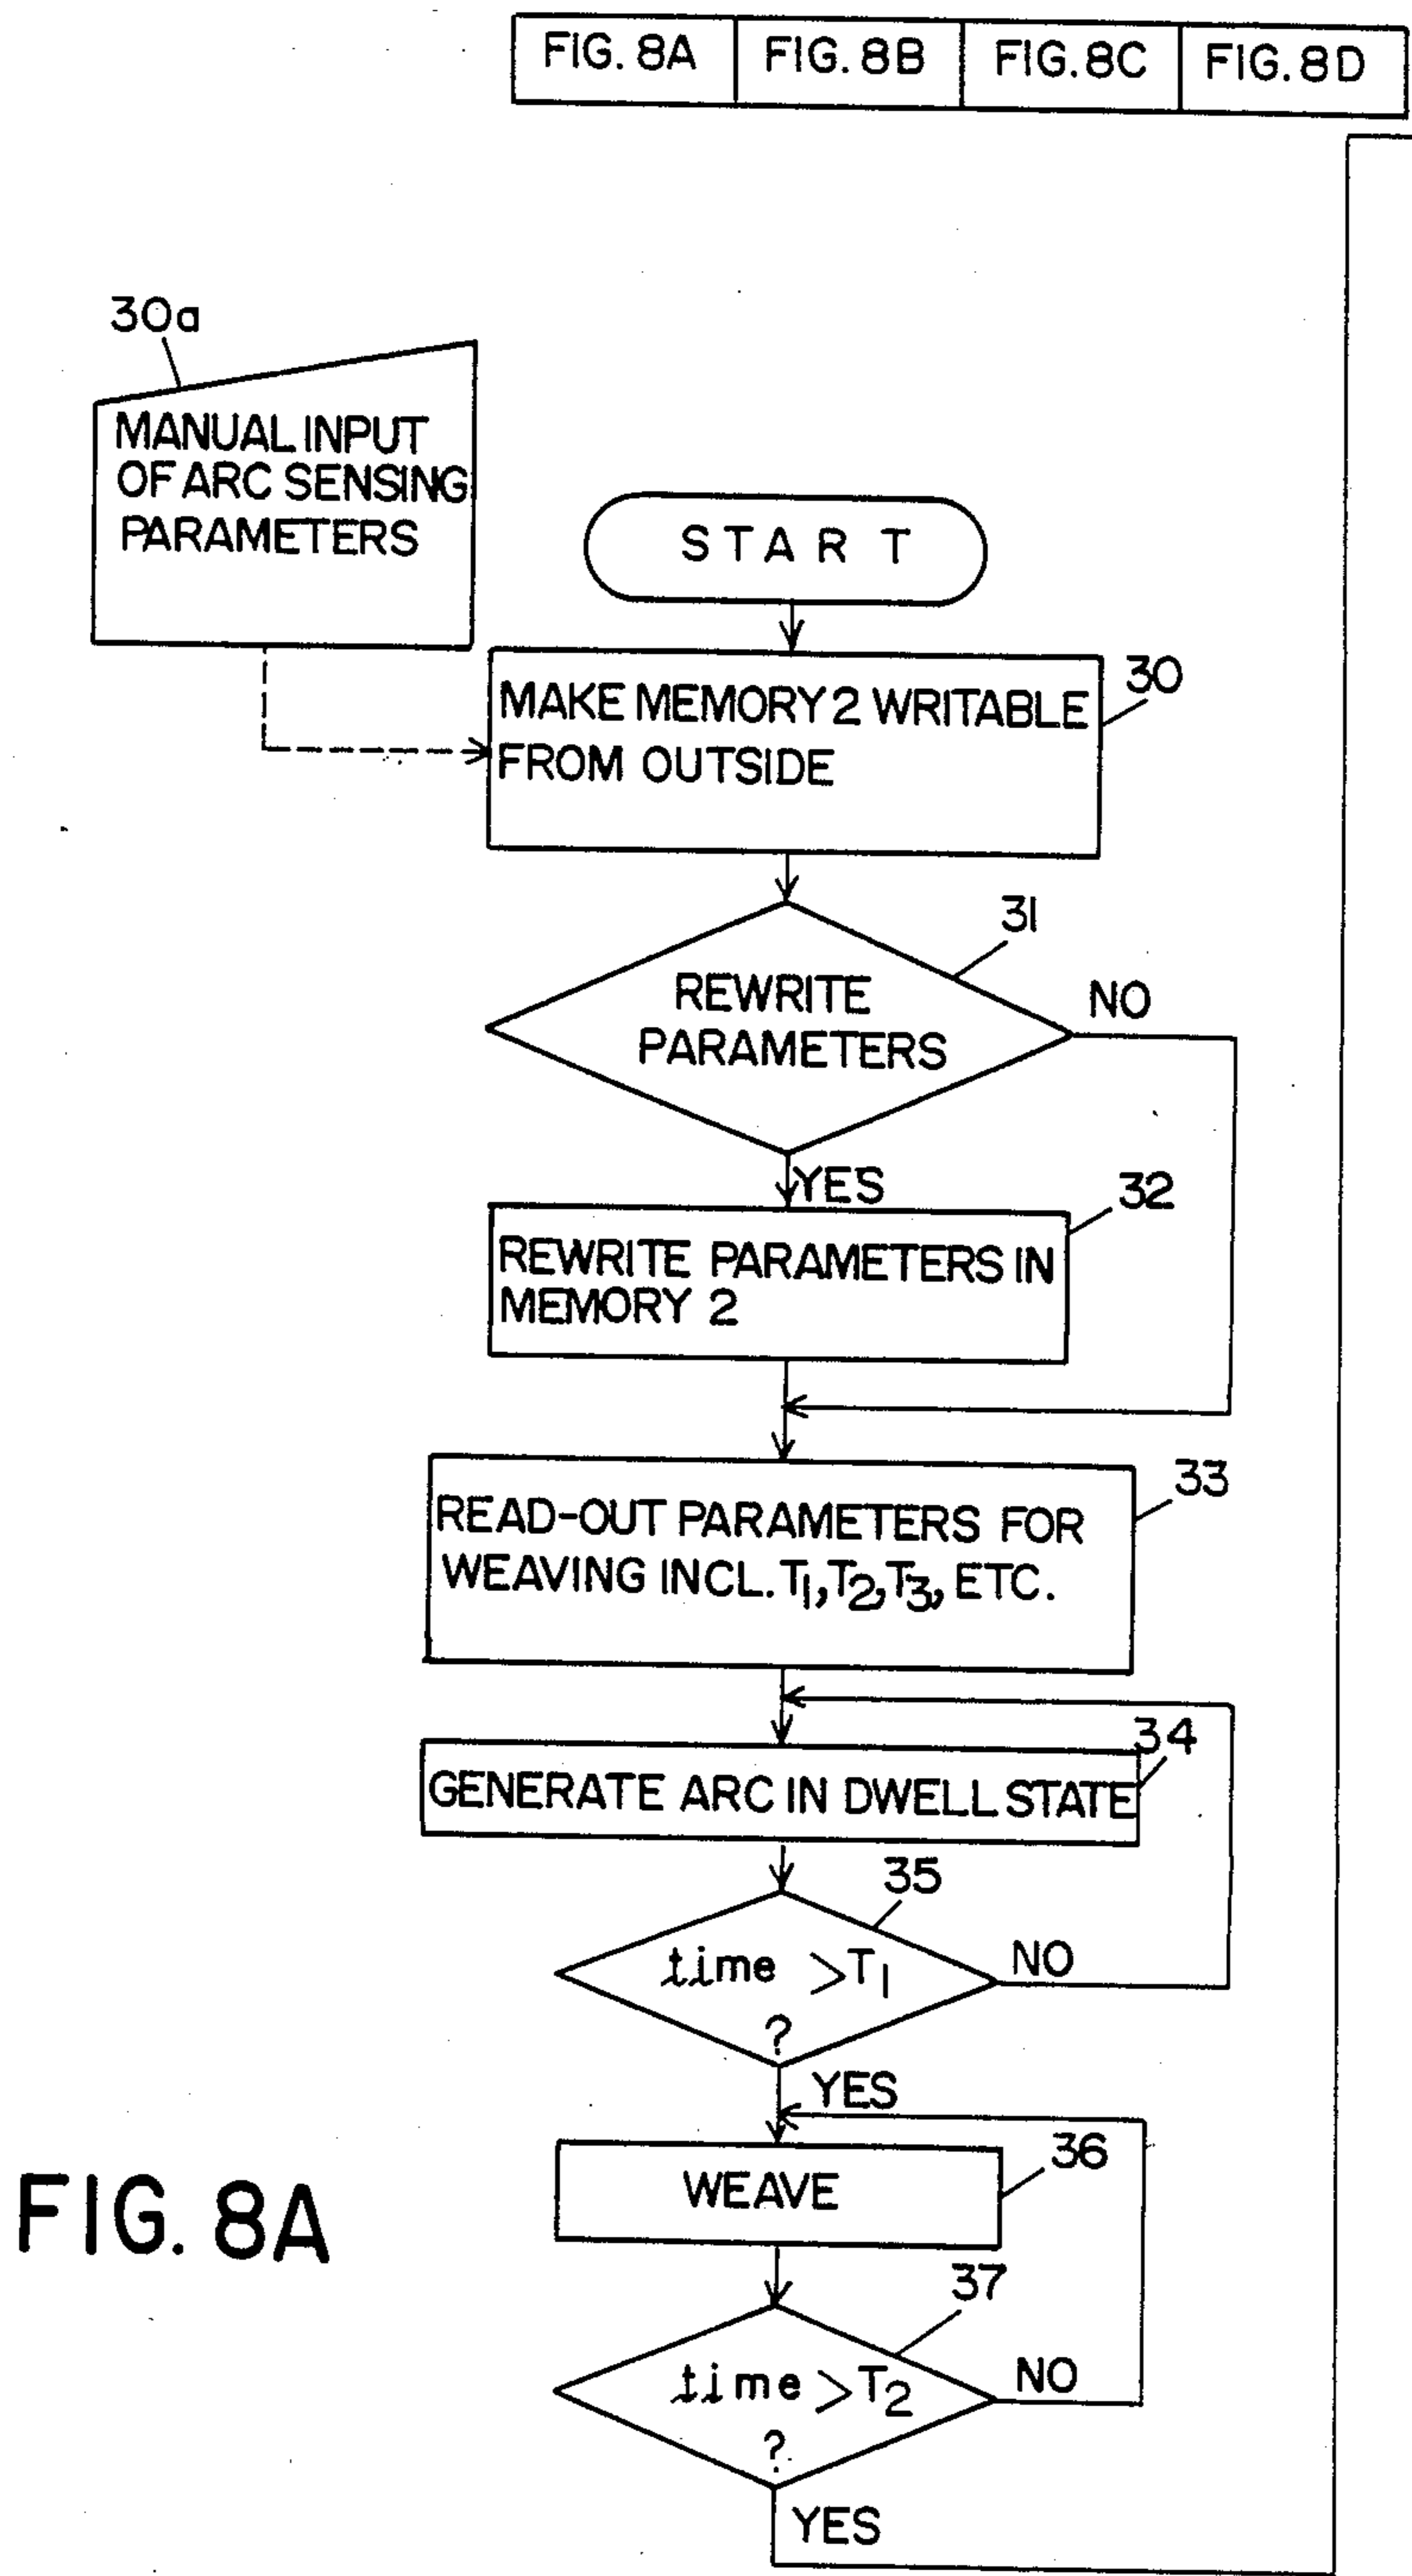 FIG. 8A FIG. 8B FIG. 8C FIG. 8D
30a
MANUAL INPUT
OF ARC SENSING
PARAMETERS
START
30
MAKE MEMORY 2 WRITABLE
FROM OUTSIDE
31
REWRITE
PARAMETERS
NO
YES
32
REWRITE PARAMETERS IN
MEMORY 2
33
READ-OUT PARAMETERS FOR
WEAVING INCL. T1, T2, T3, ETC.
34
GENERATE ARC IN DWELL STATE
35
time > T1
?
NO
YES
36
WEAVE
37
time > T2
?
NO
YES
FIG. 8A